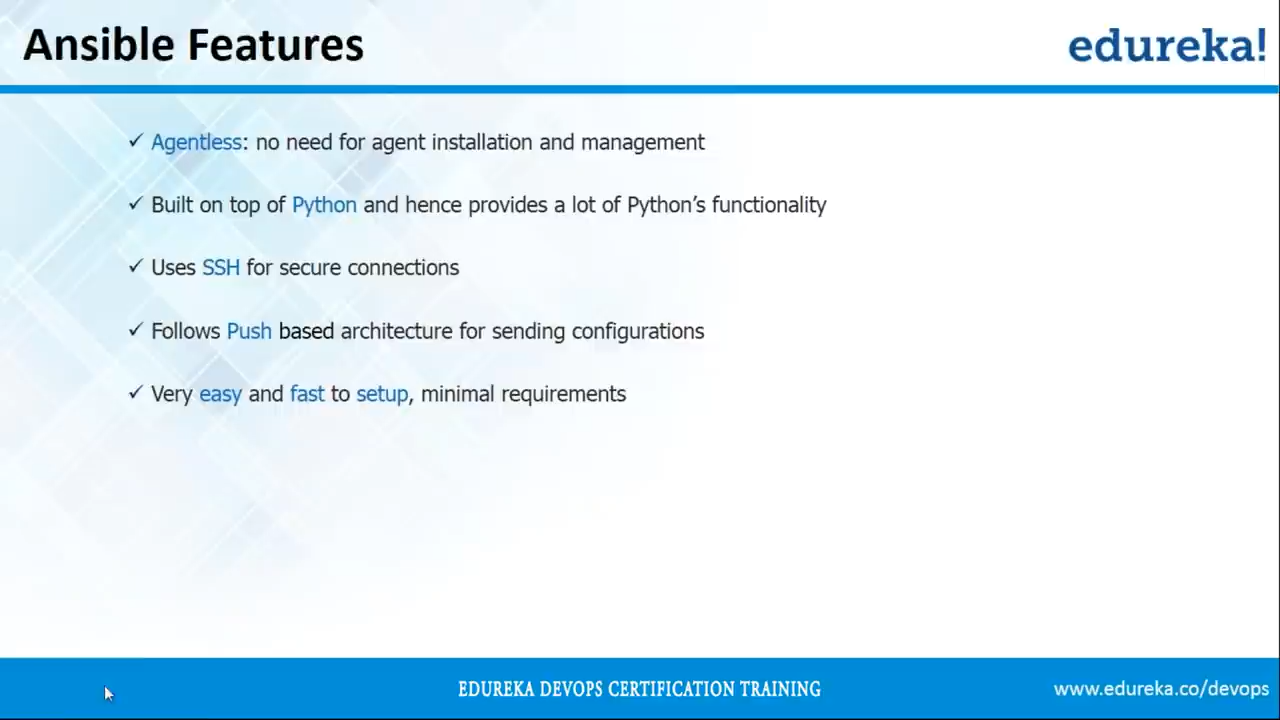 Ansible Features
edureka!
✓ Agentless: no need for agent installation and management
✓ Built on top of Python and hence provides a lot of Python’s functionality
✓ Uses SSH for secure connections
✓ Follows Push based architecture for sending configurations
✓ Very easy and fast to setup, minimal requirements
EDUREKA DEVOPS CERTIFICATION TRAINING
www.edureka.co/devops